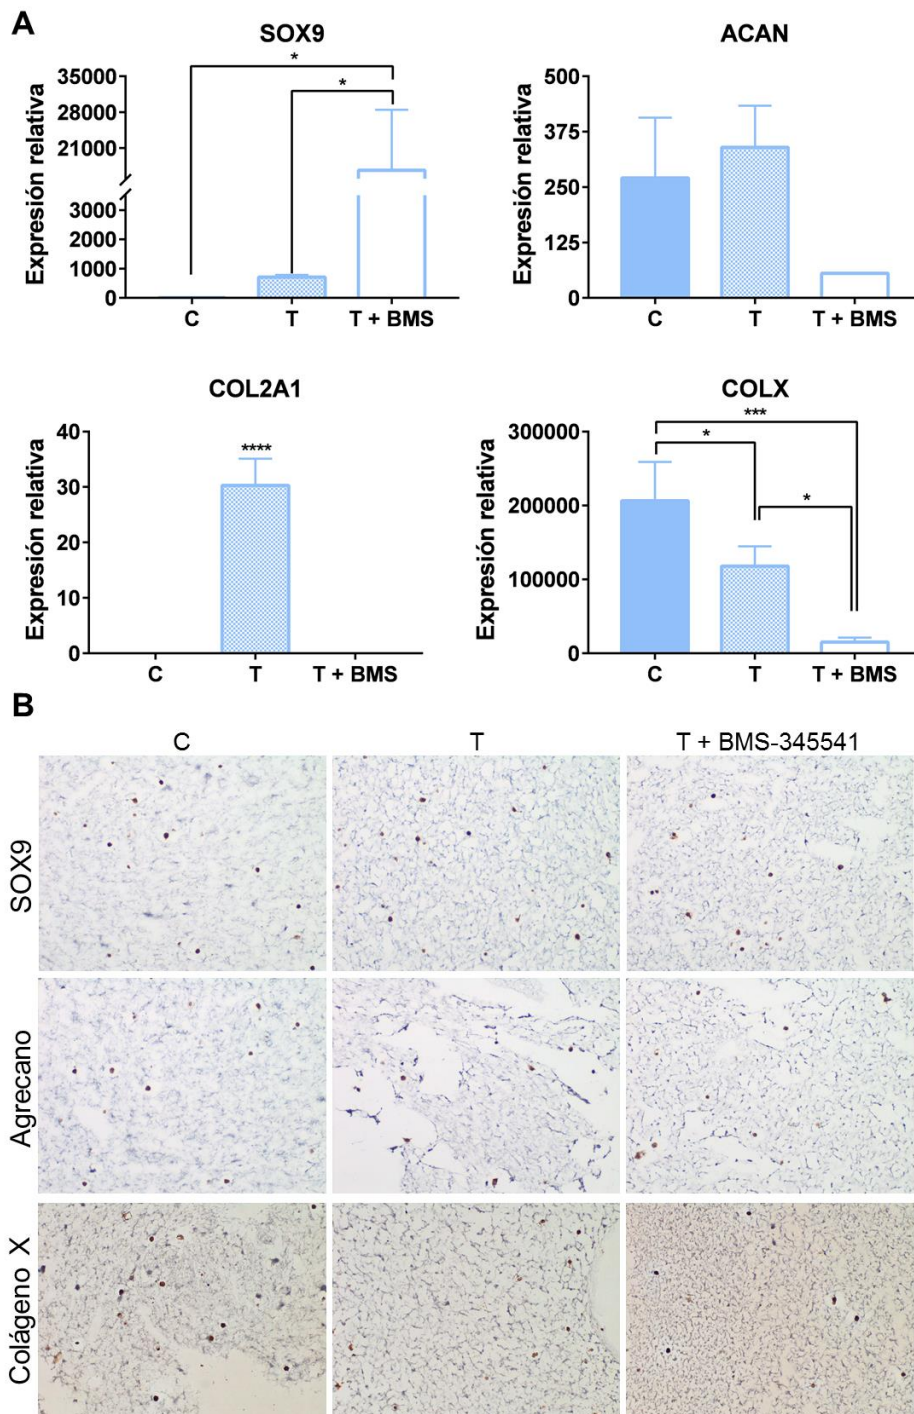 A
SOX9
Expresión relativa
35000
28000
21000
3000
2000
1000
0
*
*
C T T + BMS
ACAN
Expresión relativa
500
375
250
125
0
C T T + BMS
COL2A1
Expresión relativa
40
30
20
10
0
****
C T T + BMS
COLX
Expresión relativa
300000
200000
100000
0
***
*
*
C T T + BMS
B
C T T + BMS-345541
SOX9
Agrecano
Colágeno X